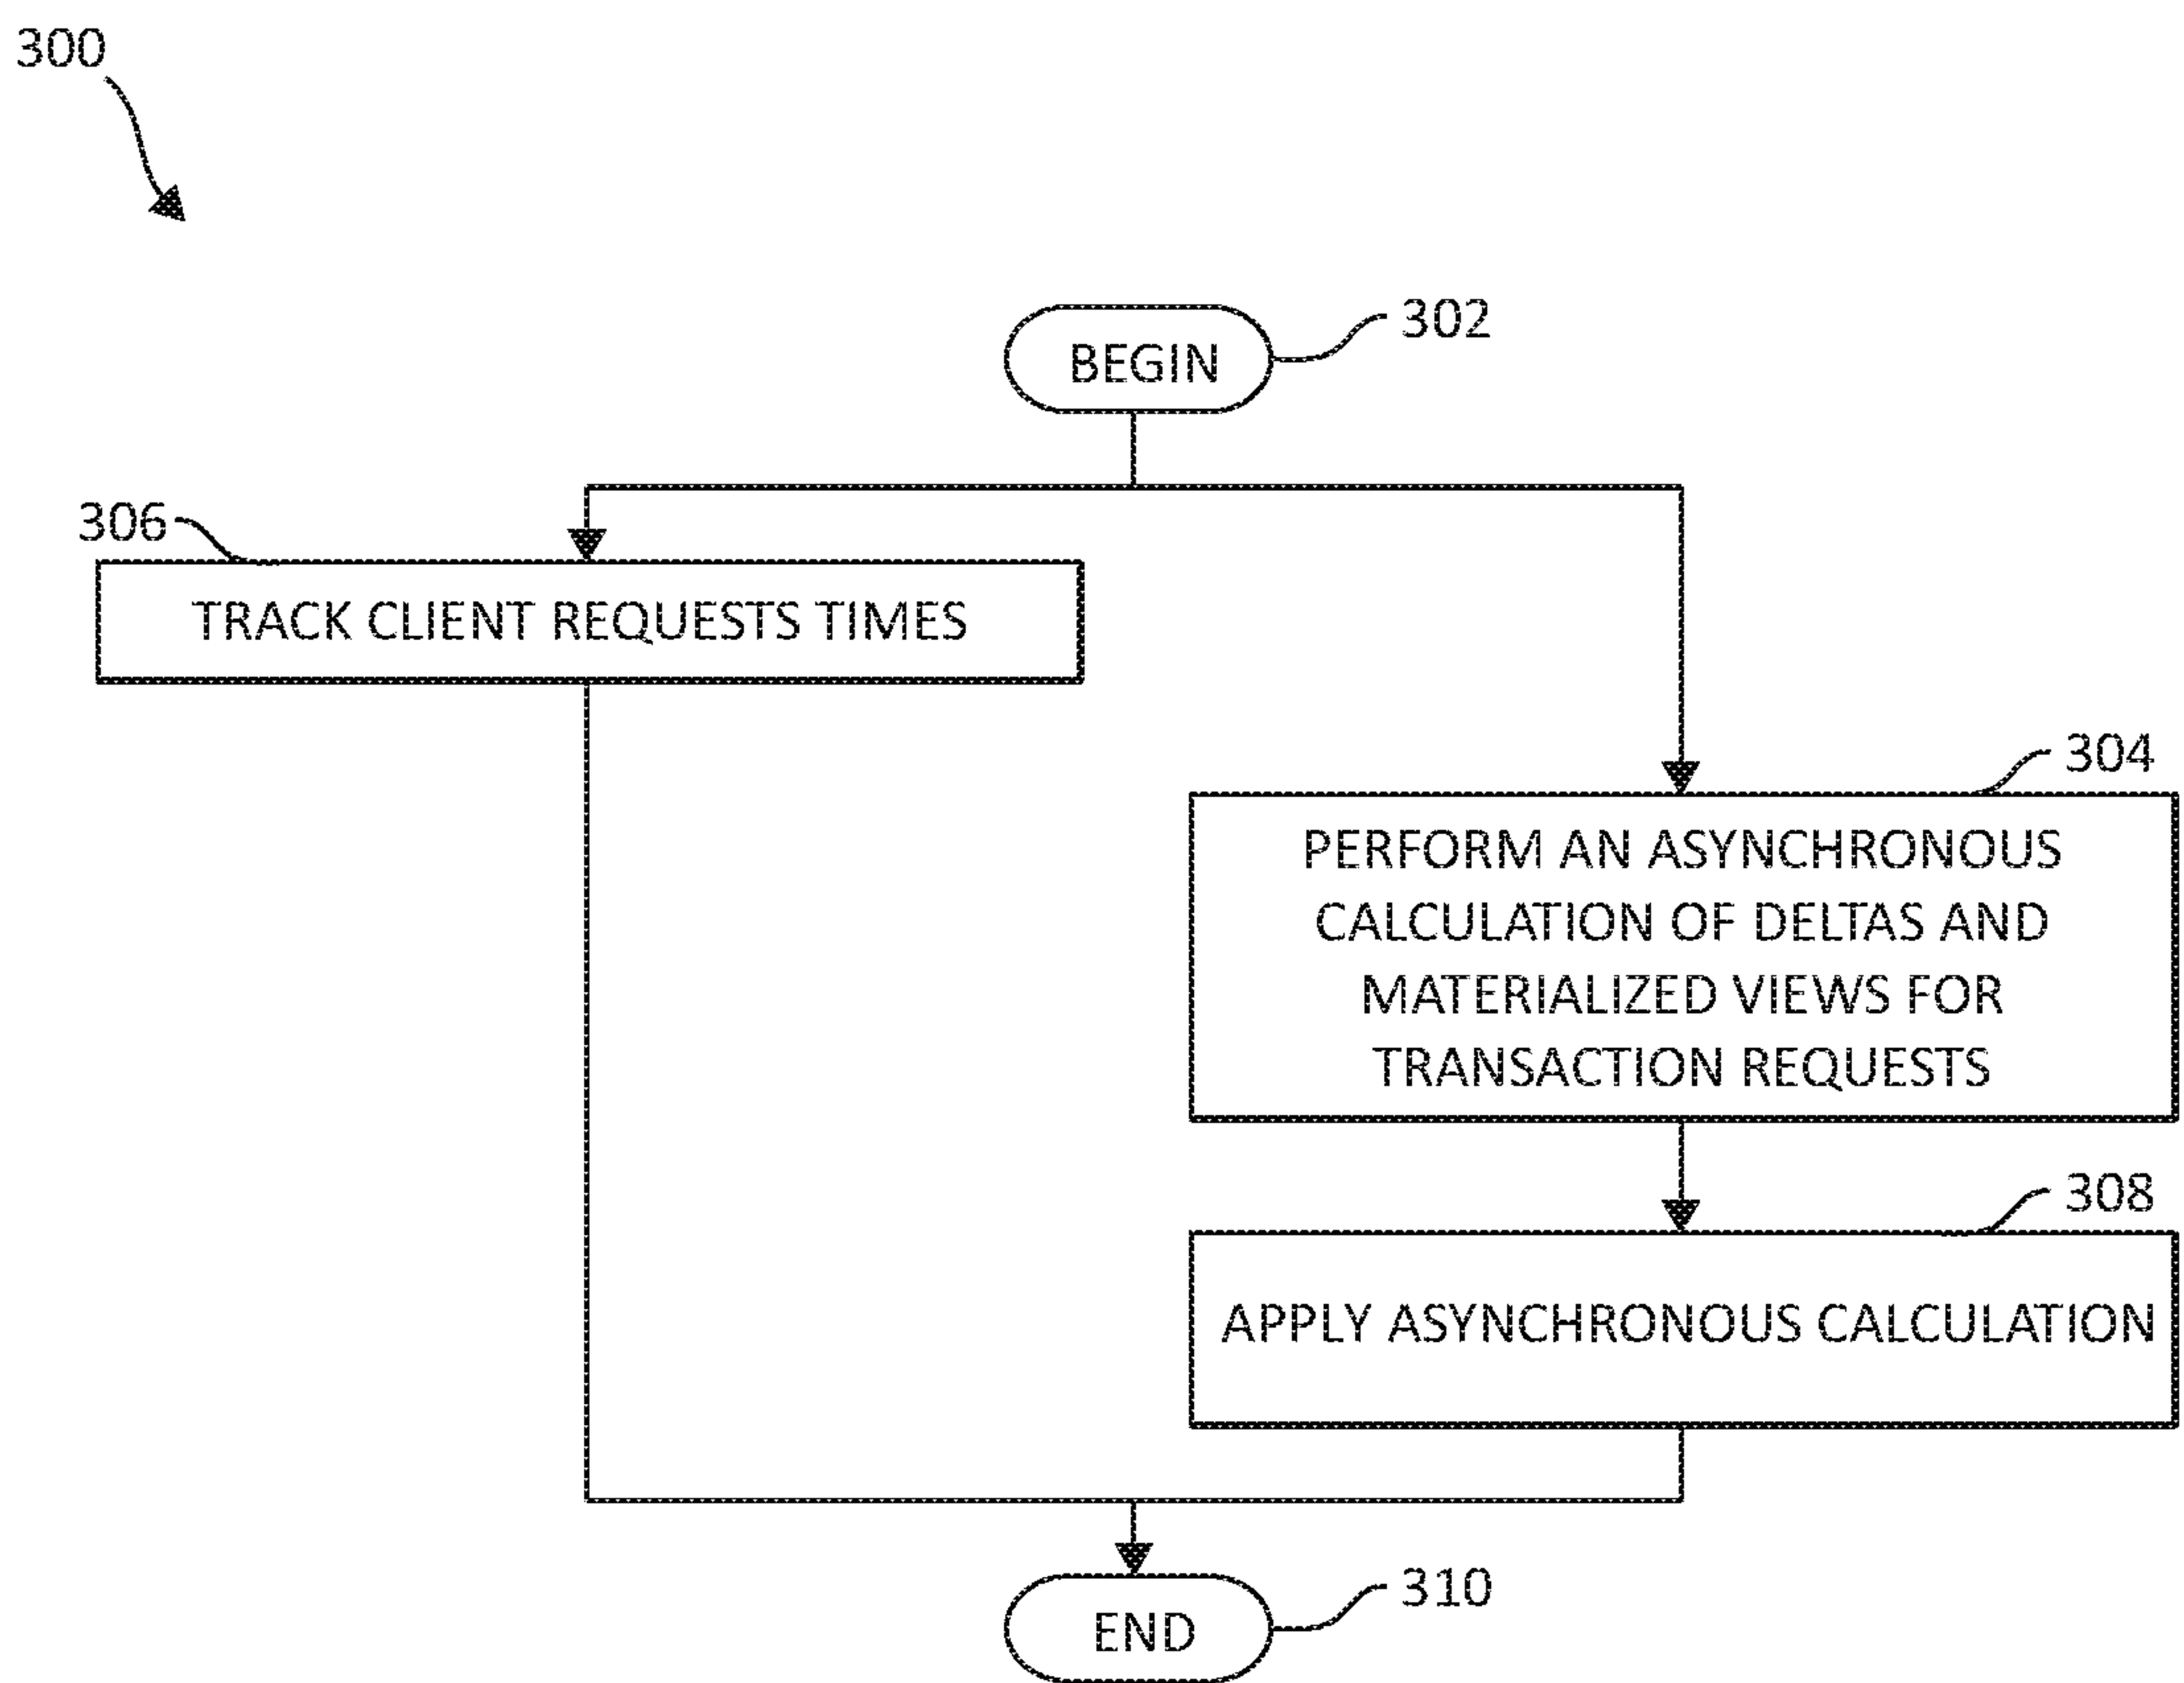 300
302
BEGIN
306
TRACK CLIENT REQUESTS TIMES
304
PERFORM AN ASYNCHRONOUS
CALCULATION OF DELTAS AND
MATERIALIZED VIEWS FOR
TRANSACTION REQUESTS
308
APPLY ASYNCHRONOUS CALCULATION
310
END